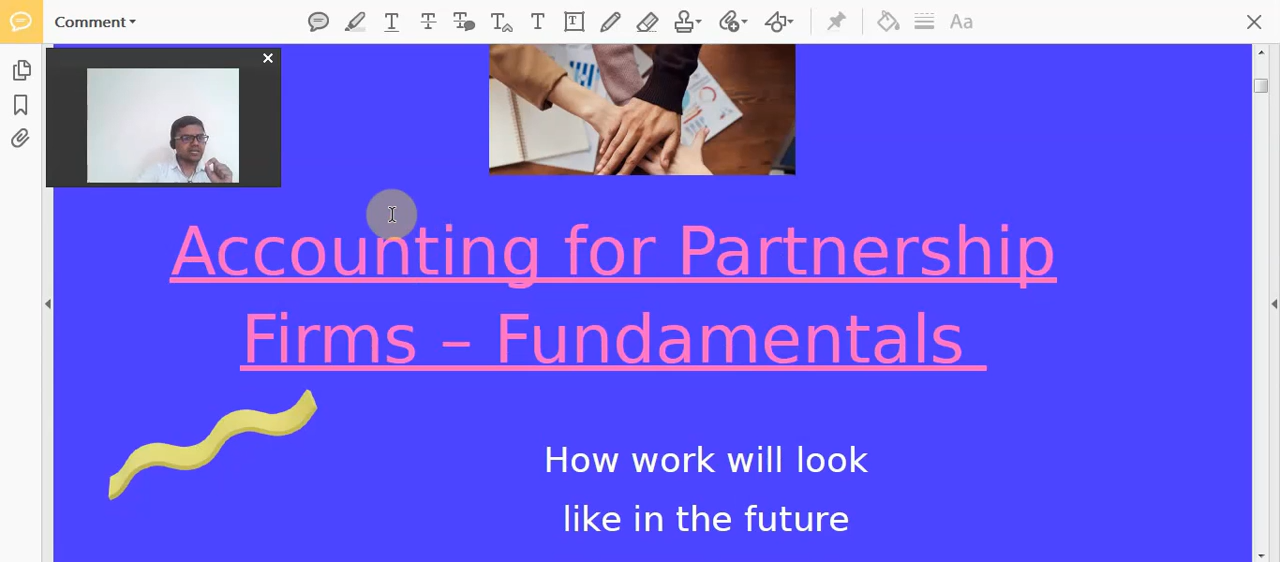 Comment
Aa
Accounting for Partnership
Firms – Fundamentals
How work will look
like in the future